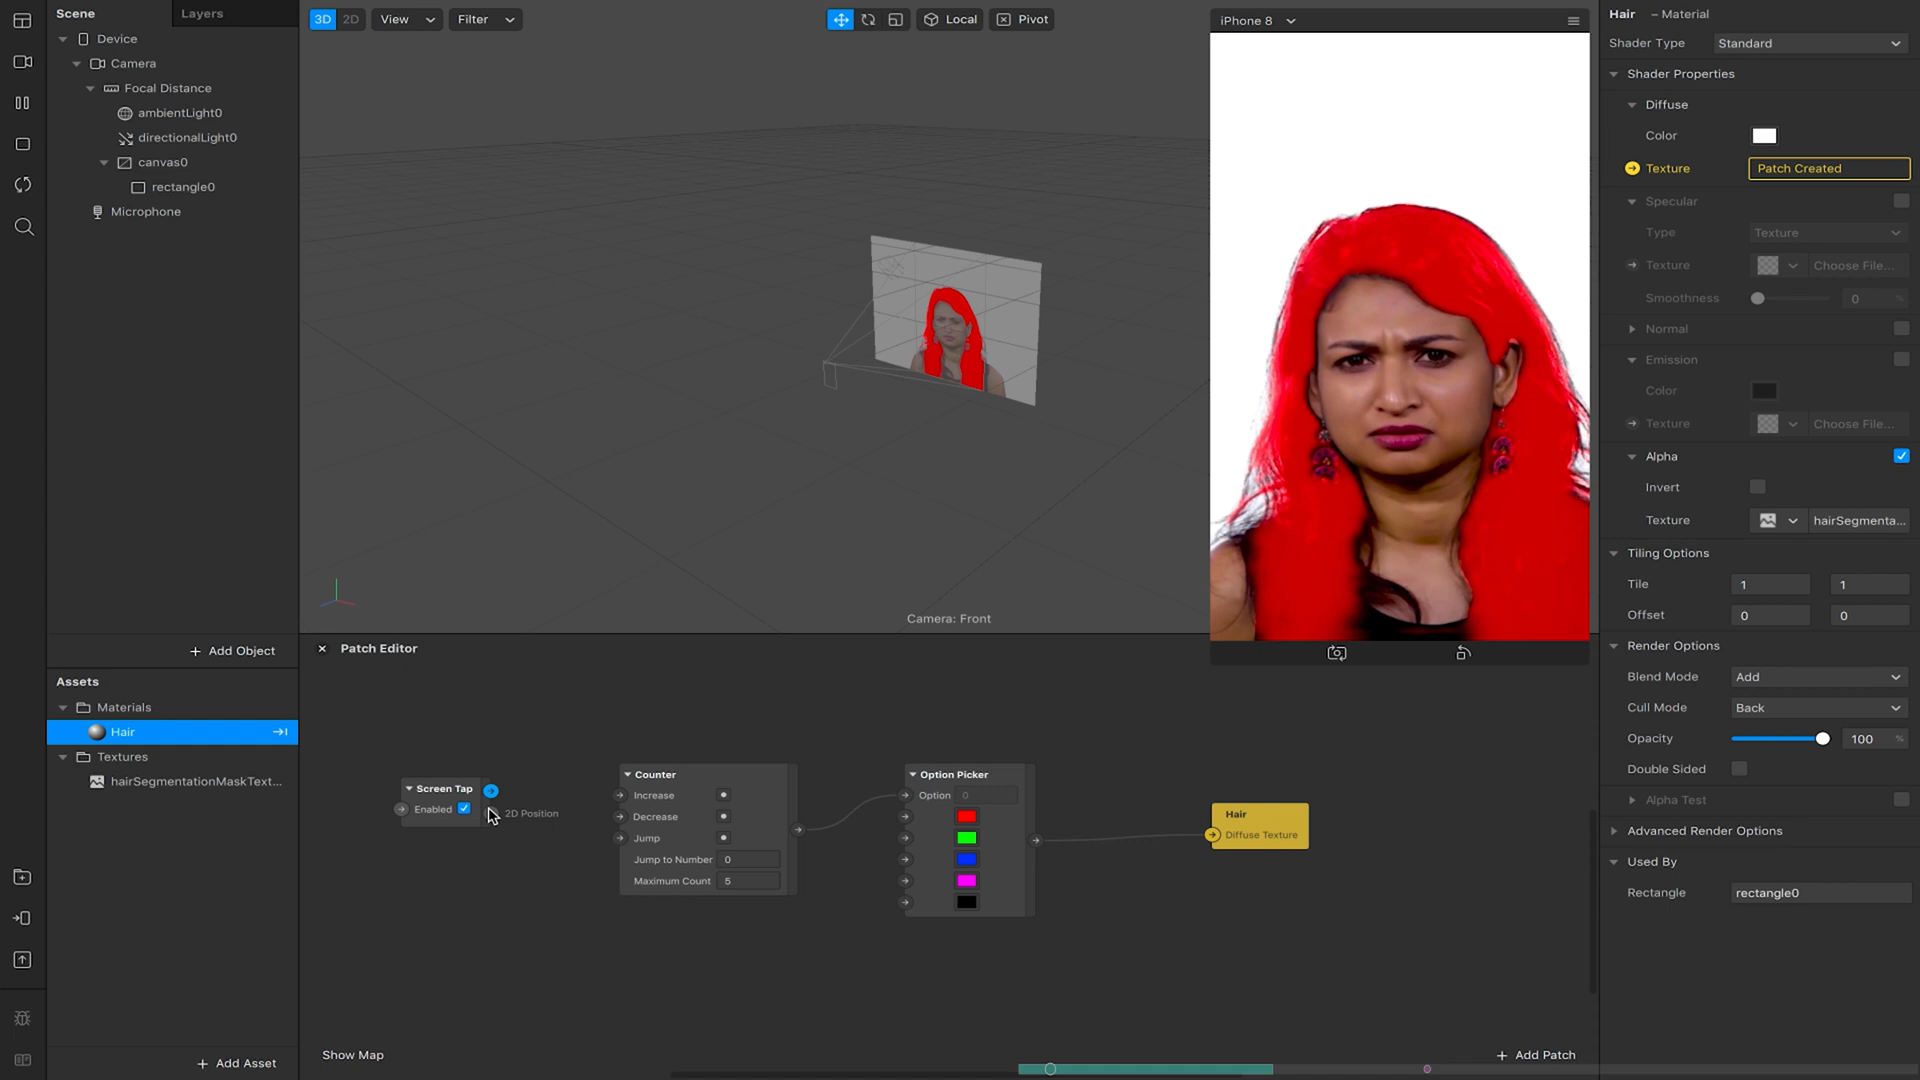 Scene
Layers
Device
Camera
Focal Distance
ambientLight0
directionalLight0
canvas0
rectangle0
Microphone
+ Add Object
Assets
Materials
Hair
Textures
hairSegmentationMaskText...
+ Add Asset
3D
2D
View
Filter
Local
Pivot
Camera: Front
iPhone 8
Patch Editor
Screen Tap
Enabled
2D Position
Counter
Increase
Decrease
Jump
Jump to Number 0
Maximum Count 5
Option Picker
Option 0
Hair
Diffuse Texture
Show Map
+ Add Patch
Hair – Material
Shader Type Standard
Shader Properties
Diffuse
Color
Texture Patch Created
Specular
Type Texture
Texture Choose File...
Smoothness 0 %
Normal
Emission
Color
Texture Choose File...
Alpha
Invert
Texture hairSegmenta...
Tiling Options
Tile 1 1
Offset 0 0
Render Options
Blend Mode Add
Cull Mode Back
Opacity 100 %
Double Sided
Alpha Test
Advanced Render Options
Used By
Rectangle rectangle0